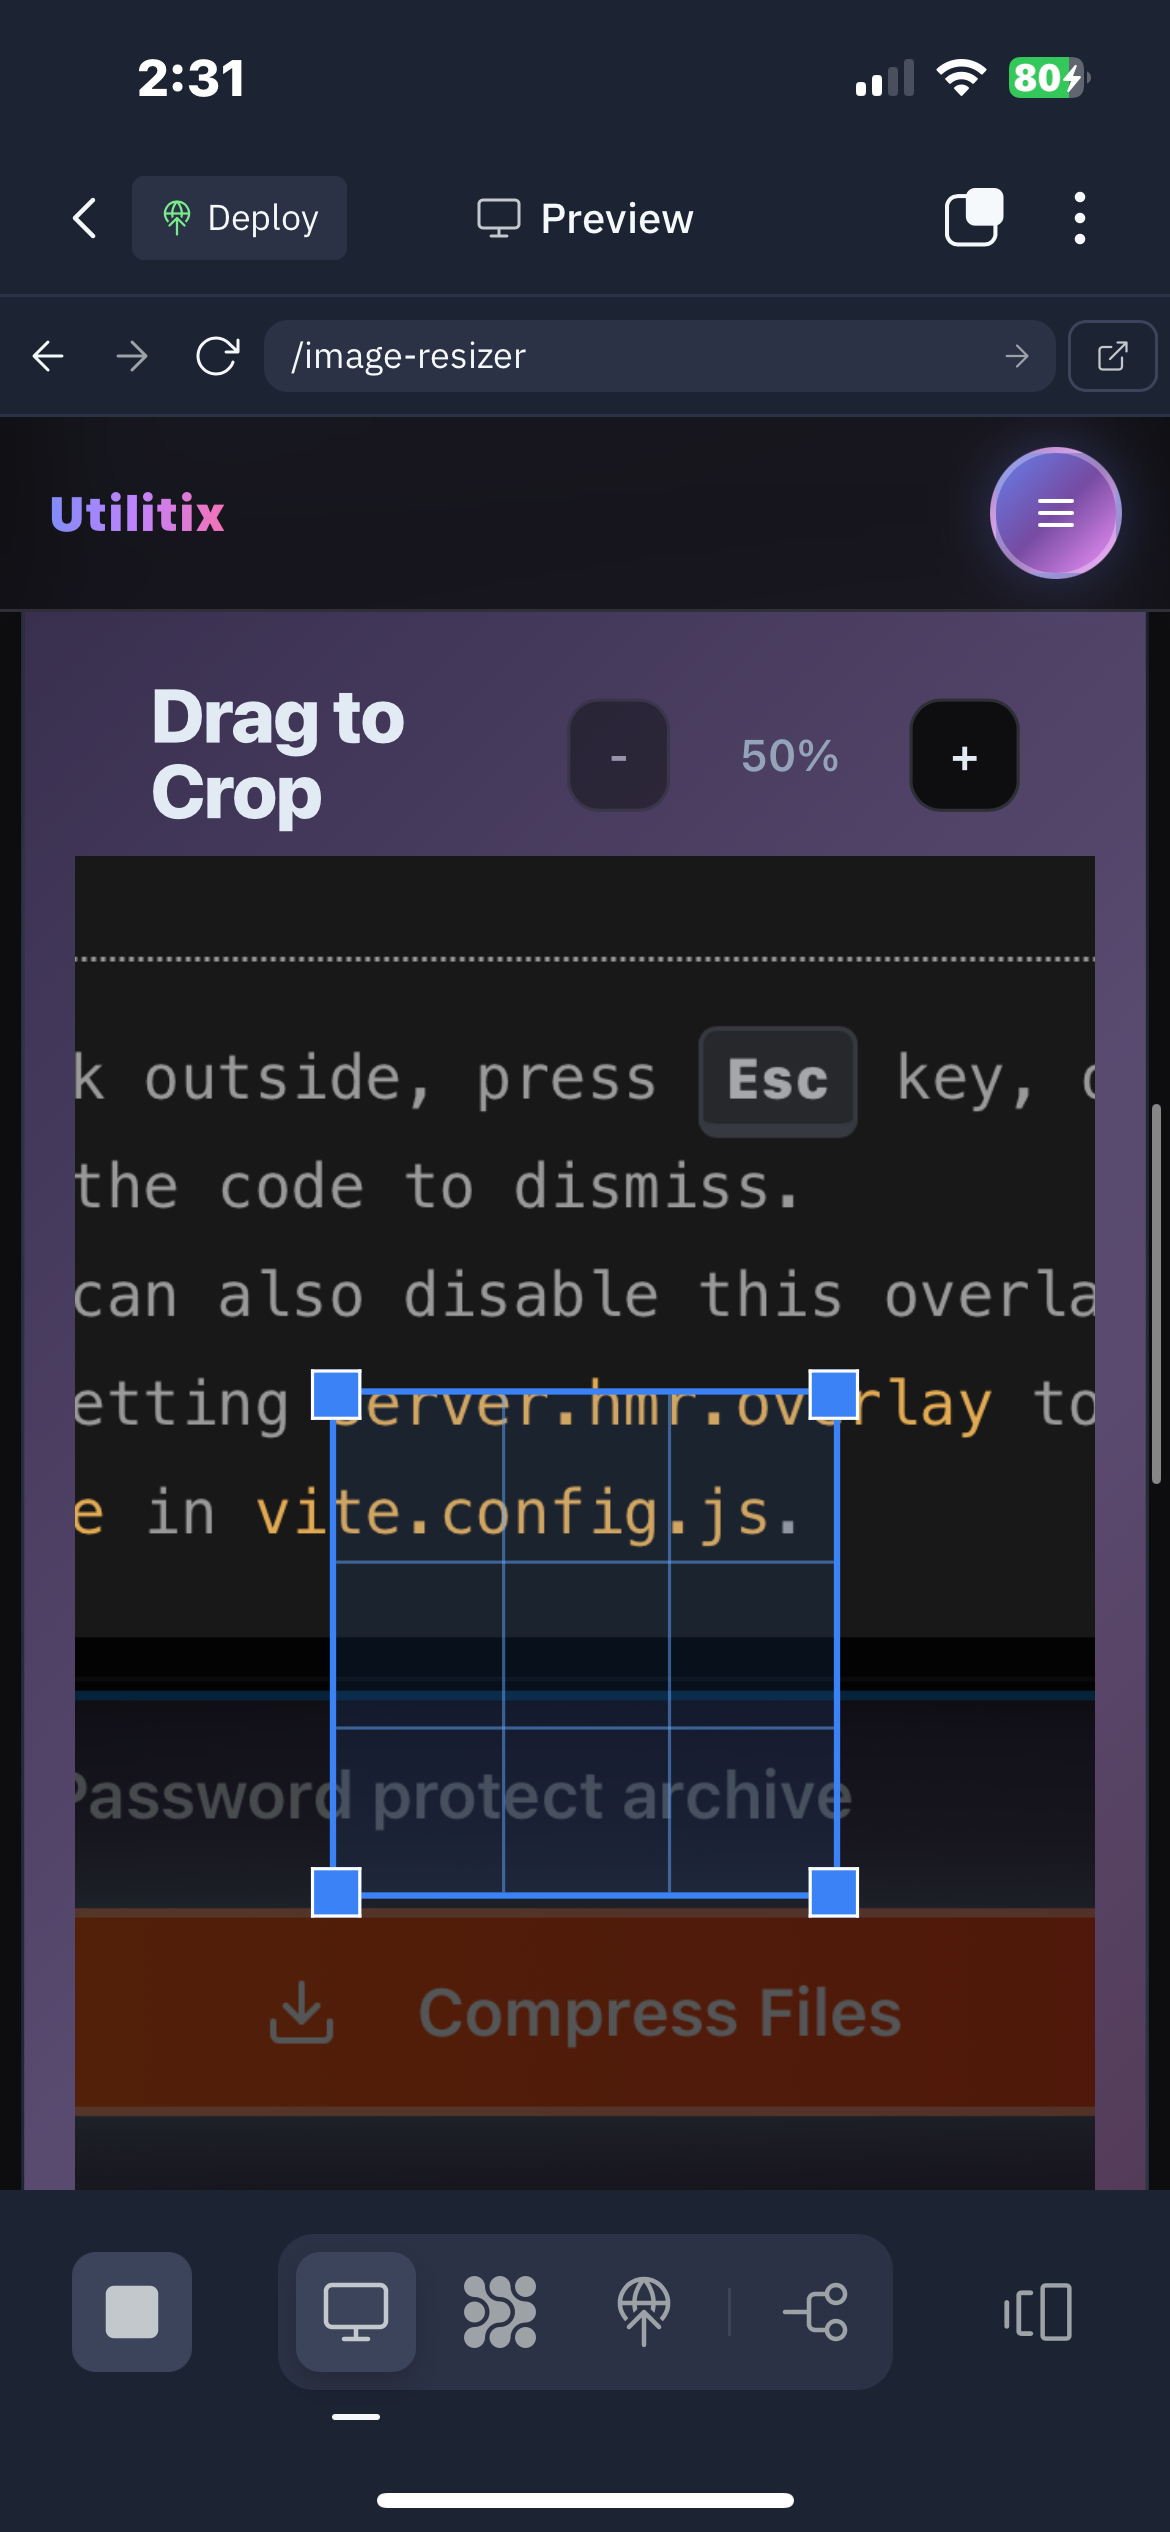 2:31
80
Deploy
Preview
/image-resizer
Utilitix
Drag to
Crop
-
50%
+
k outside, press Esc key,
the code to dismiss.
can also disable this overla
etting server.hmr.overlay to
e in vite.config.js.
Password protect archive
Compress Files